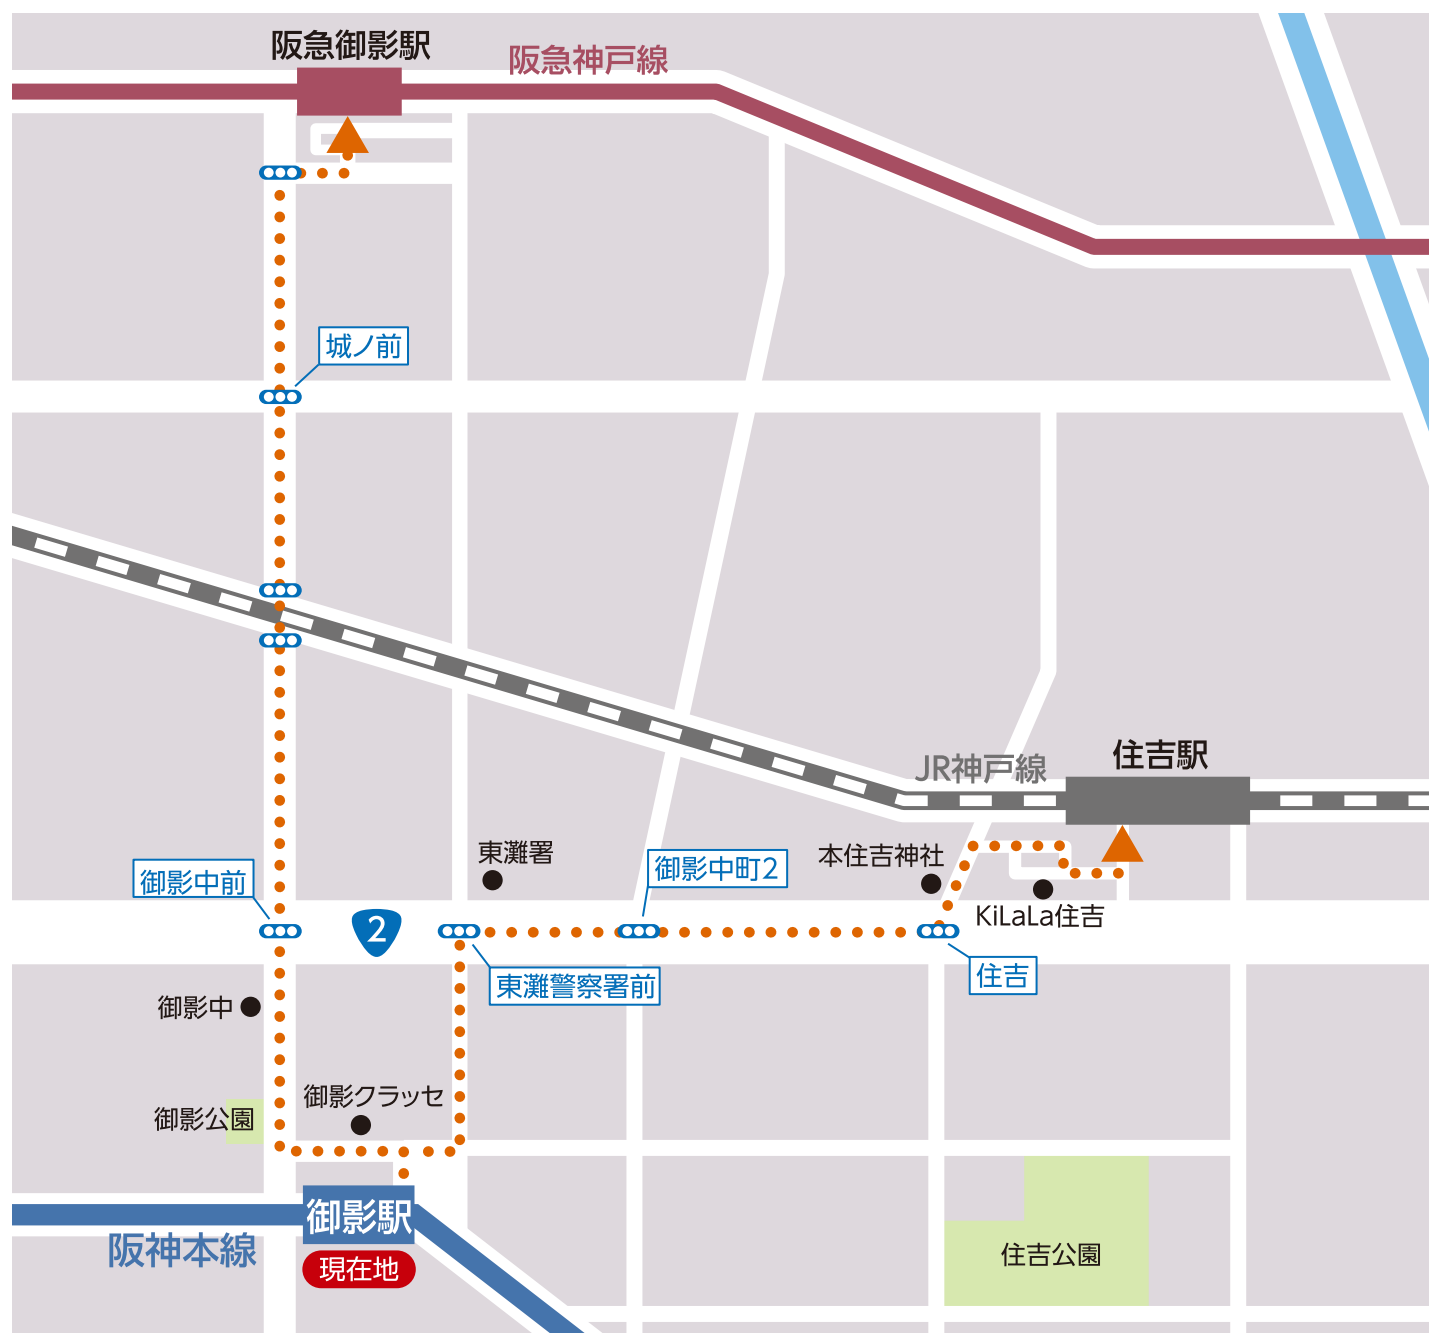 阪急御影駅
阪急神戸線
城ノ前
JR神戸線
住吉駅
東灘署
本住吉神社
御影中町2
御影中前
KiLaLa住吉
2
東灘警察署前
住吉
御影中
御影クラッセ
御影公園
御影駅
阪神本線
現在地
住吉公園